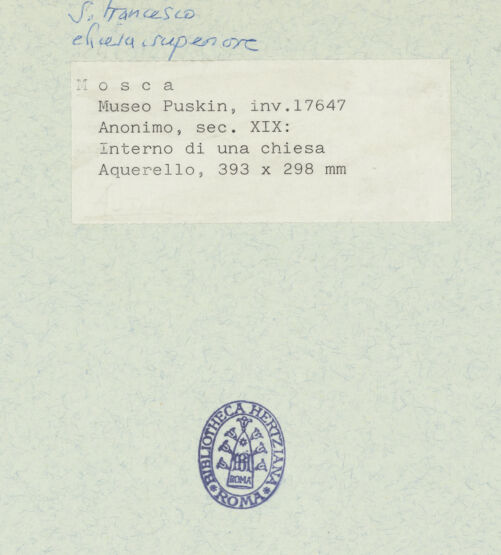 S. Francesco
chiesa superiore
Mosca
Museo Puskin, inv.17647
Anonimo, sec. XIX:
Interno di una chiesa
Aquerello, 393 x 298 mm
BIBLIOTHECA HERTZIANA
BH
ROMA
ROMA